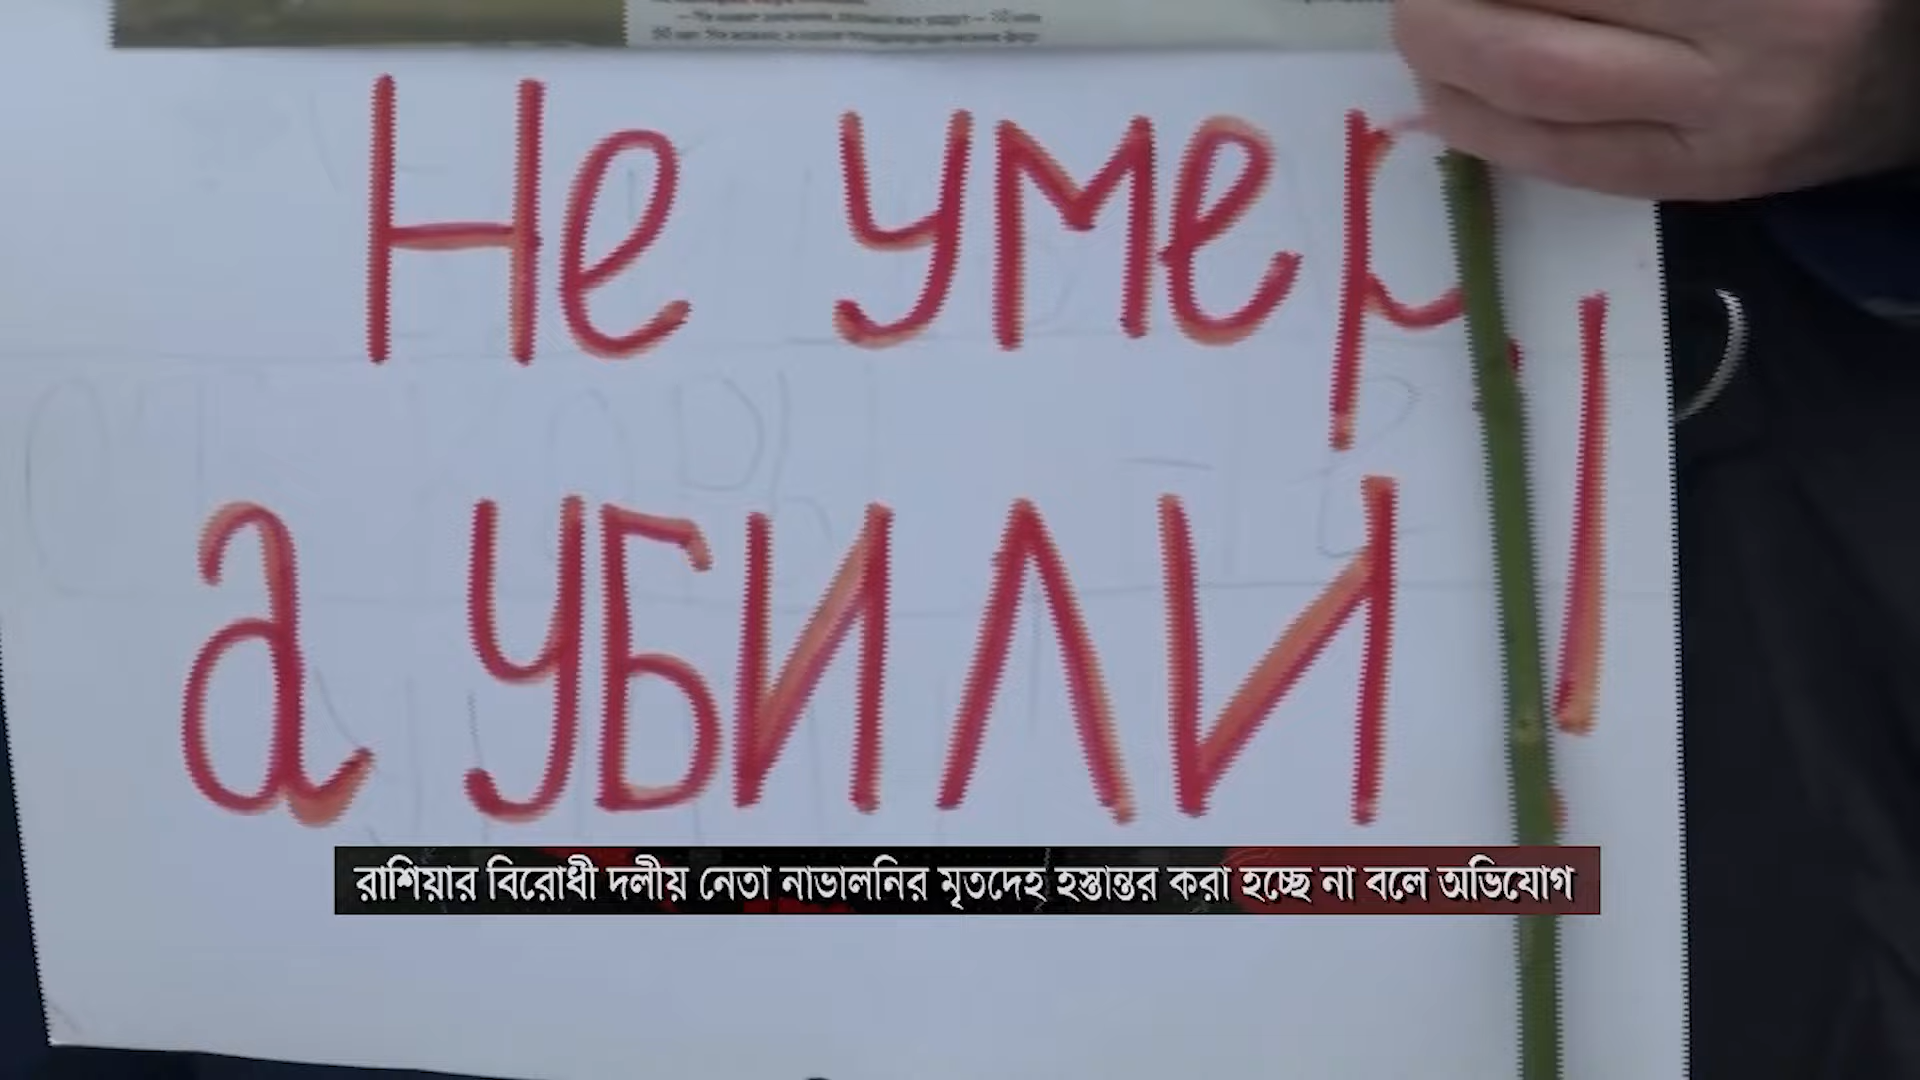 Не умер
а УБИЛИ!
রাশিয়ার বিরোধী দলীয় নেতা নাভালনির মৃতদেহ হস্তান্তর করা হচ্ছে না বলে অভিযোগ